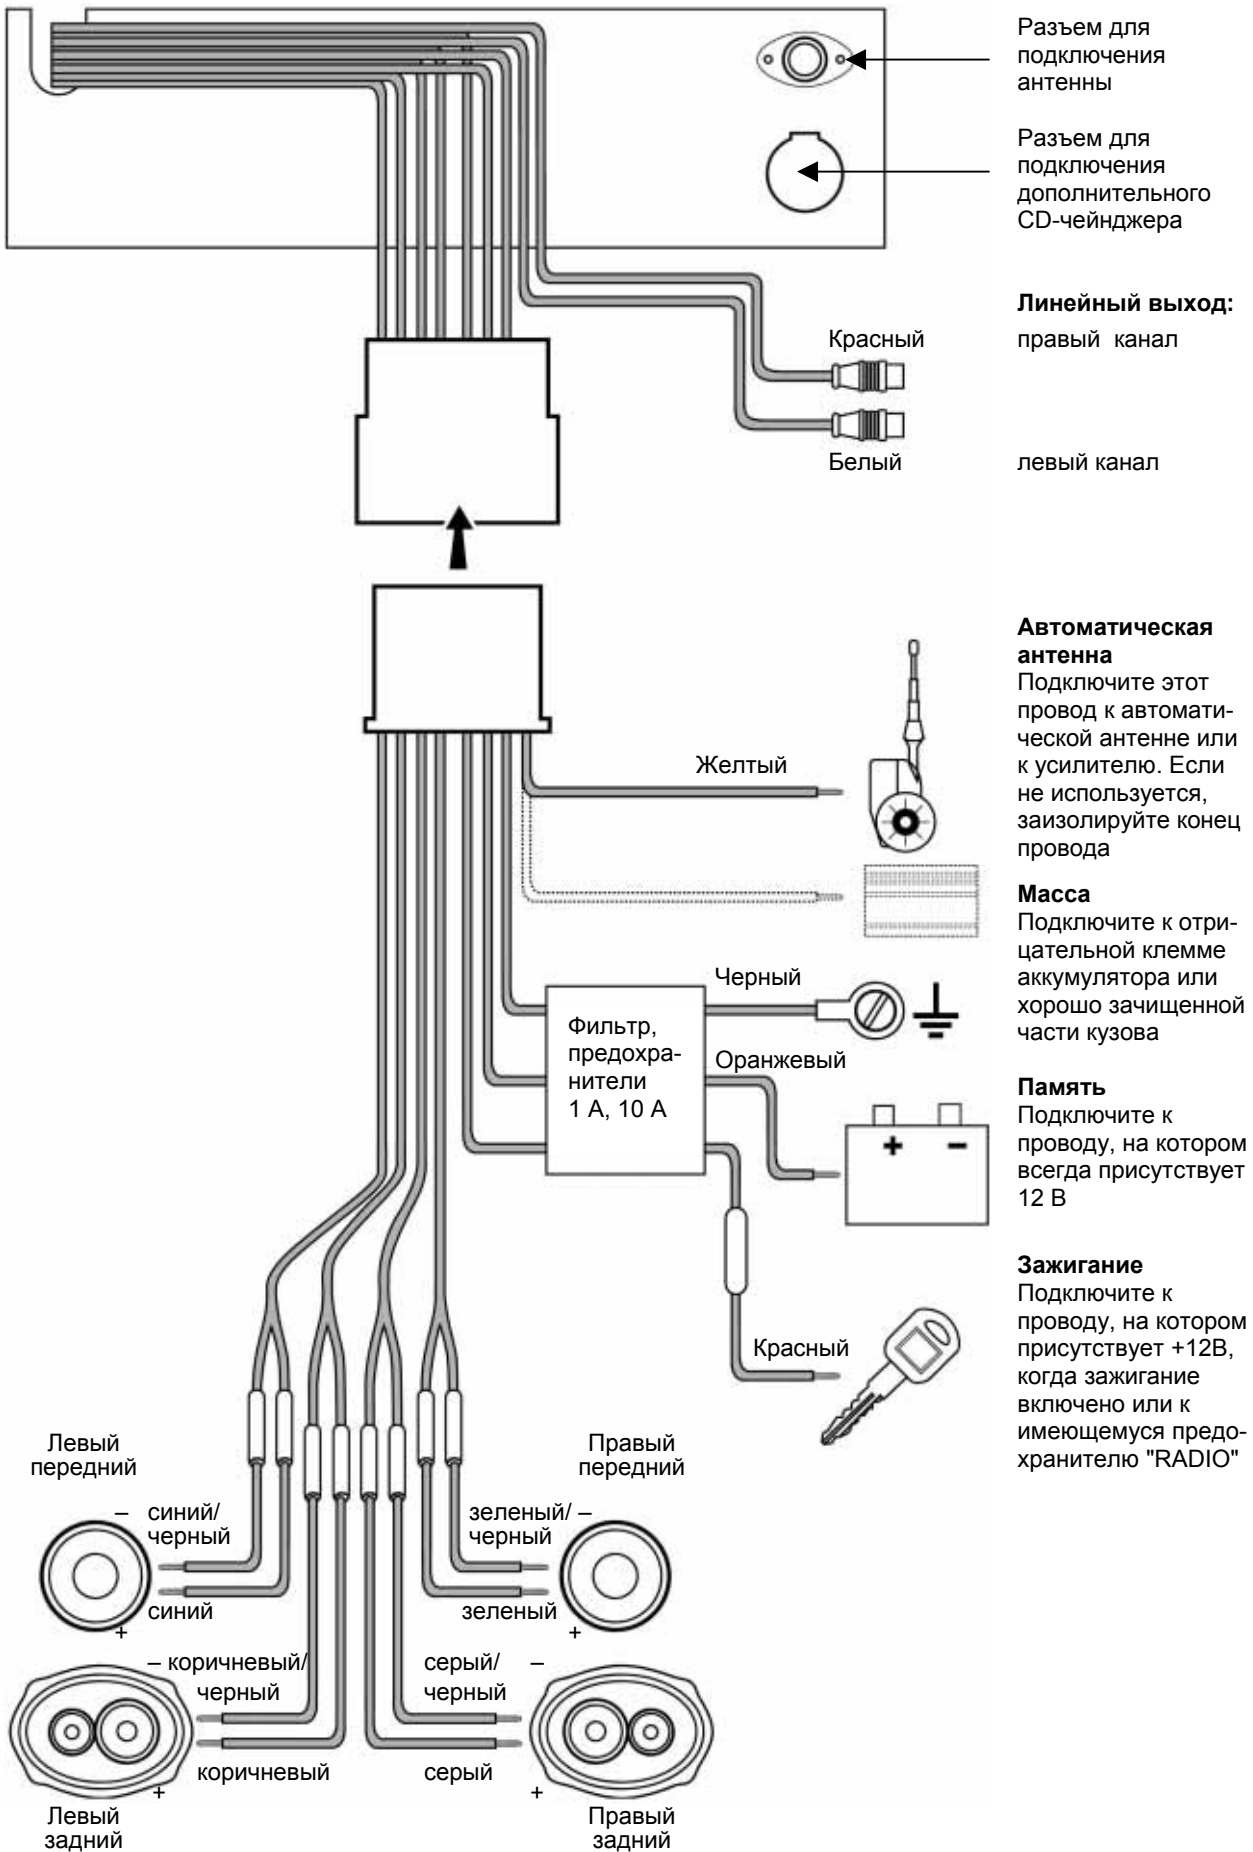 Разъем для
подключения
антенны
Разъем для
подключения
дополнительного
CD-чейнджера
Линейный выход:
Красный
правый канал
Белый
левый канал
Автоматическая
антенна
Подключите этот
провод к автомати-
ческой антенне или
к усилителю. Если
не используется,
заизолируйте конец
провода
Желтый
Масса
Подключите к отри-
цательной клемме
аккумулятора или
хорошо зачищенной
части кузова
Черный
Фильтр,
предохра-
нители
1 А, 10 А
Оранжевый
Память
Подключите к
проводу, на котором
всегда присутствует
12 В
+ –
Зажигание
Подключите к
проводу, на котором
присутствует +12В,
когда зажигание
включено или к
имеющемуся предо-
хранителю "RADIO"
Красный
Левый
передний
– синий/
черный
синий
+
Правый
передний
зеленый/ –
черный
зеленый
+
– коричневый/
черный
коричневый
+
Левый
задний
серый/ –
черный
серый
+
Правый
задний